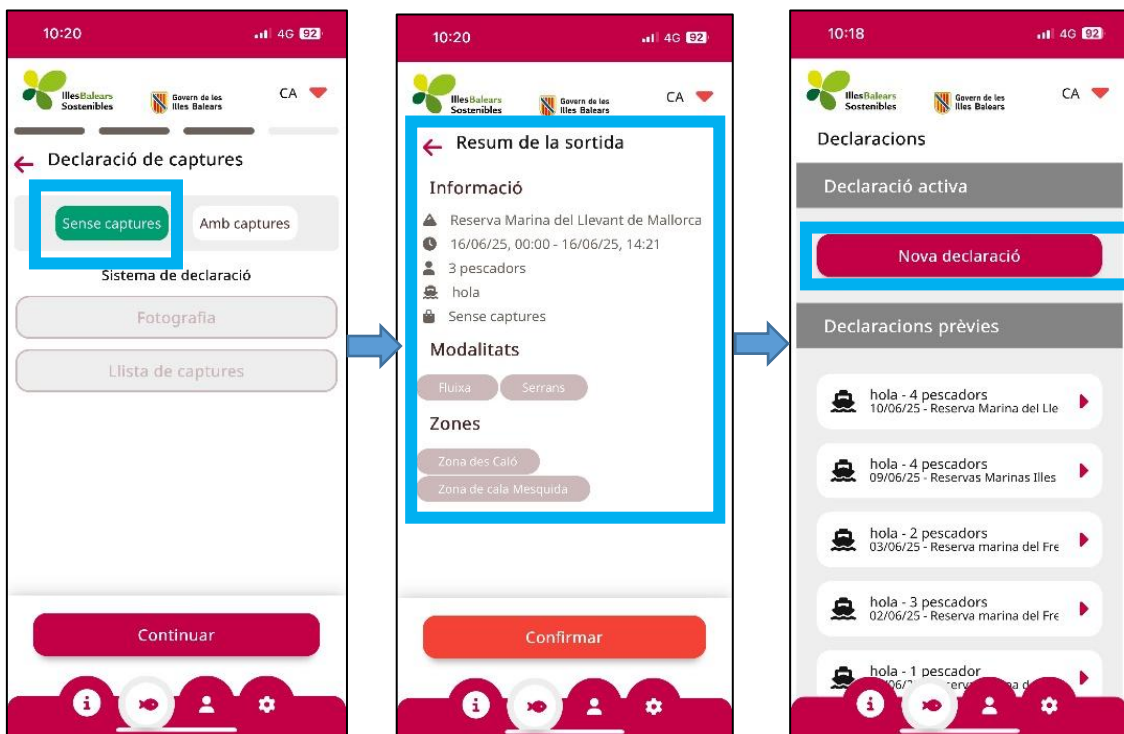 10:20
4G 92
IllesBalears
Sostenibles
Govern de les
Illes Balears
CA
Declaració de captures
Sense captures
Amb captures
Sistema de declaració
Fotografia
Llista de captures
Continuar
10:20
4G 92
IllesBalears
Sostenibles
Govern de les
Illes Balears
CA
Resum de la sortida
Informació
Reserva Marina del Llevant de Mallorca
16/06/25, 00:00 - 16/06/25, 14:21
3 pescadors
hola
Sense captures
Modalitats
Fluixa
Serrans
Zones
Zona des Caló
Zona de cala Mesquida
Confirmar
10:18
4G 92
IllesBalears
Sostenibles
Govern de les
Illes Balears
CA
Declaracions
Declaració activa
Nova declaració
Declaracions prèvies
hola - 4 pescadors
10/06/25 - Reserva Marina del Lle
hola - 4 pescadors
09/06/25 - Reservas Marinas Illes
hola - 2 pescadors
03/06/25 - Reserva marina del Fre
hola - 3 pescadors
02/06/25 - Reserva marina del Fre
hola - 1 pescador